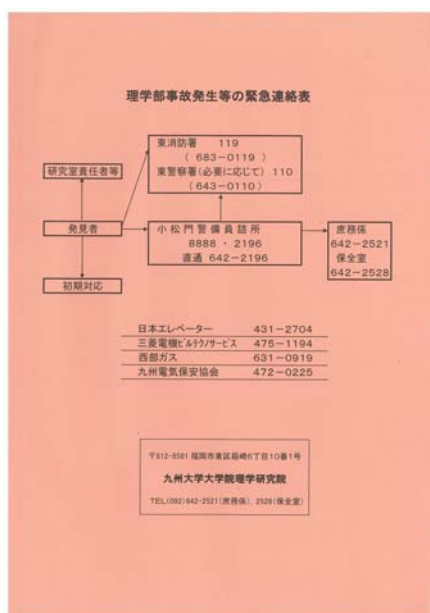 理学部事故発生等の緊急連絡表
東消防署 119
( 683-0119 )
東警察署(必要に応じて) 110
(643-0110)
研究室責任者等
発見者
小松門警備員詰所
8888 ・ 2196
直通 642-2196
庶務係
642-2521
保全室
642-2528
初期対応
日本エレベーター 431-2704
三菱電機ビルテクノサービス 475-1194
西部ガス 631-0919
九州電気保安協会 472-0225
〒812-8581 福岡市東区箱崎6丁目10番1号
九州大学大学院理学研究院
TEL(092)642-2521(庶務係), 2528(保全室)